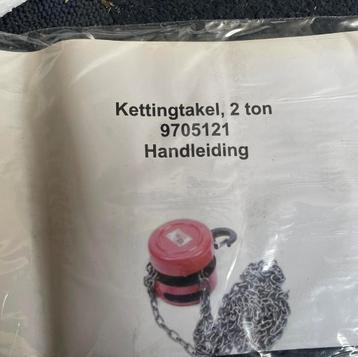 Kettingtakel, 2 ton
9705121
Handleiding